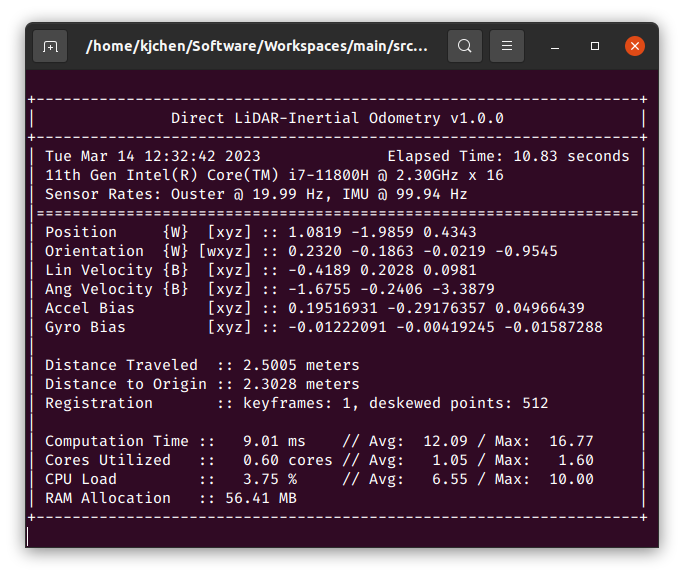 /home/kjchen/Software/Workspaces/main/src...
+-------------------------------------------------------------------+
| Direct LiDAR-Inertial Odometry v1.0.0 |
+-------------------------------------------------------------------+
| Tue Mar 14 12:32:42 2023 Elapsed Time: 10.83 seconds |
| 11th Gen Intel(R) Core(TM) i7-11800H @ 2.30GHz x 16 |
| Sensor Rates: Ouster @ 19.99 Hz, IMU @ 99.94 Hz |
|===================================================================|
| Position {W} [xyz] :: 1.0819 -1.9859 0.4343 |
| Orientation {W} [wxyz] :: 0.2320 -0.1863 -0.0219 -0.9545 |
| Lin Velocity {B} [xyz] :: -0.4189 0.2028 0.0981 |
| Ang Velocity {B} [xyz] :: -1.6755 -0.2406 -3.3879 |
| Accel Bias [xyz] :: 0.19516931 -0.29176357 0.04966439 |
| Gyro Bias [xyz] :: -0.01222091 -0.00419245 -0.01587288 |
| |
| Distance Traveled :: 2.5005 meters |
| Distance to Origin :: 2.3028 meters |
| Registration :: keyframes: 1, deskewed points: 512 |
| |
| Computation Time :: 9.01 ms // Avg: 12.09 / Max: 16.77 |
| Cores Utilized :: 0.60 cores // Avg: 1.05 / Max: 1.60 |
| CPU Load :: 3.75 % // Avg: 6.55 / Max: 10.00 |
| RAM Allocation :: 56.41 MB |
+-------------------------------------------------------------------+